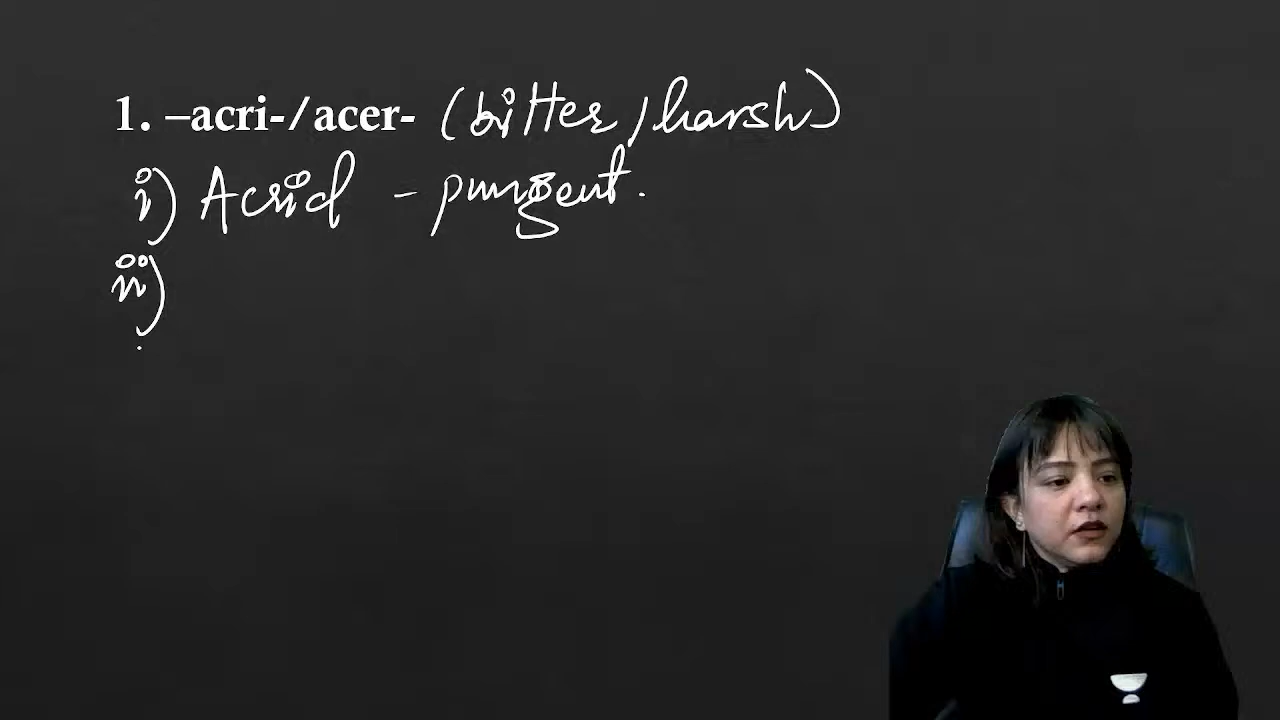 1. –acri-/acer- (bitter/harsh)
i) Acrid - pungent.
ii)